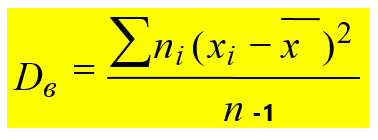 Dв = ∑ni(xi − x̄)² / n -1